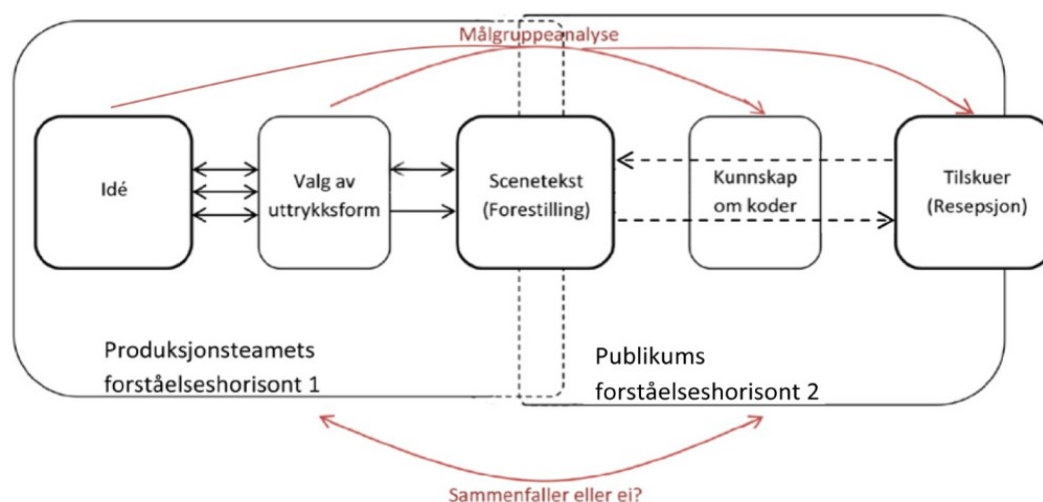 Målgruppeanalyse
Idé
Valg av
uttrykksform
Scenetekst
(Forestilling)
Kunnskap
om koder
Tilskuer
(Resepsjon)
Produksjonsteamets
forståelseshorisont 1
Publikums
forståelseshorisont 2
Sammenfaller eller ei?